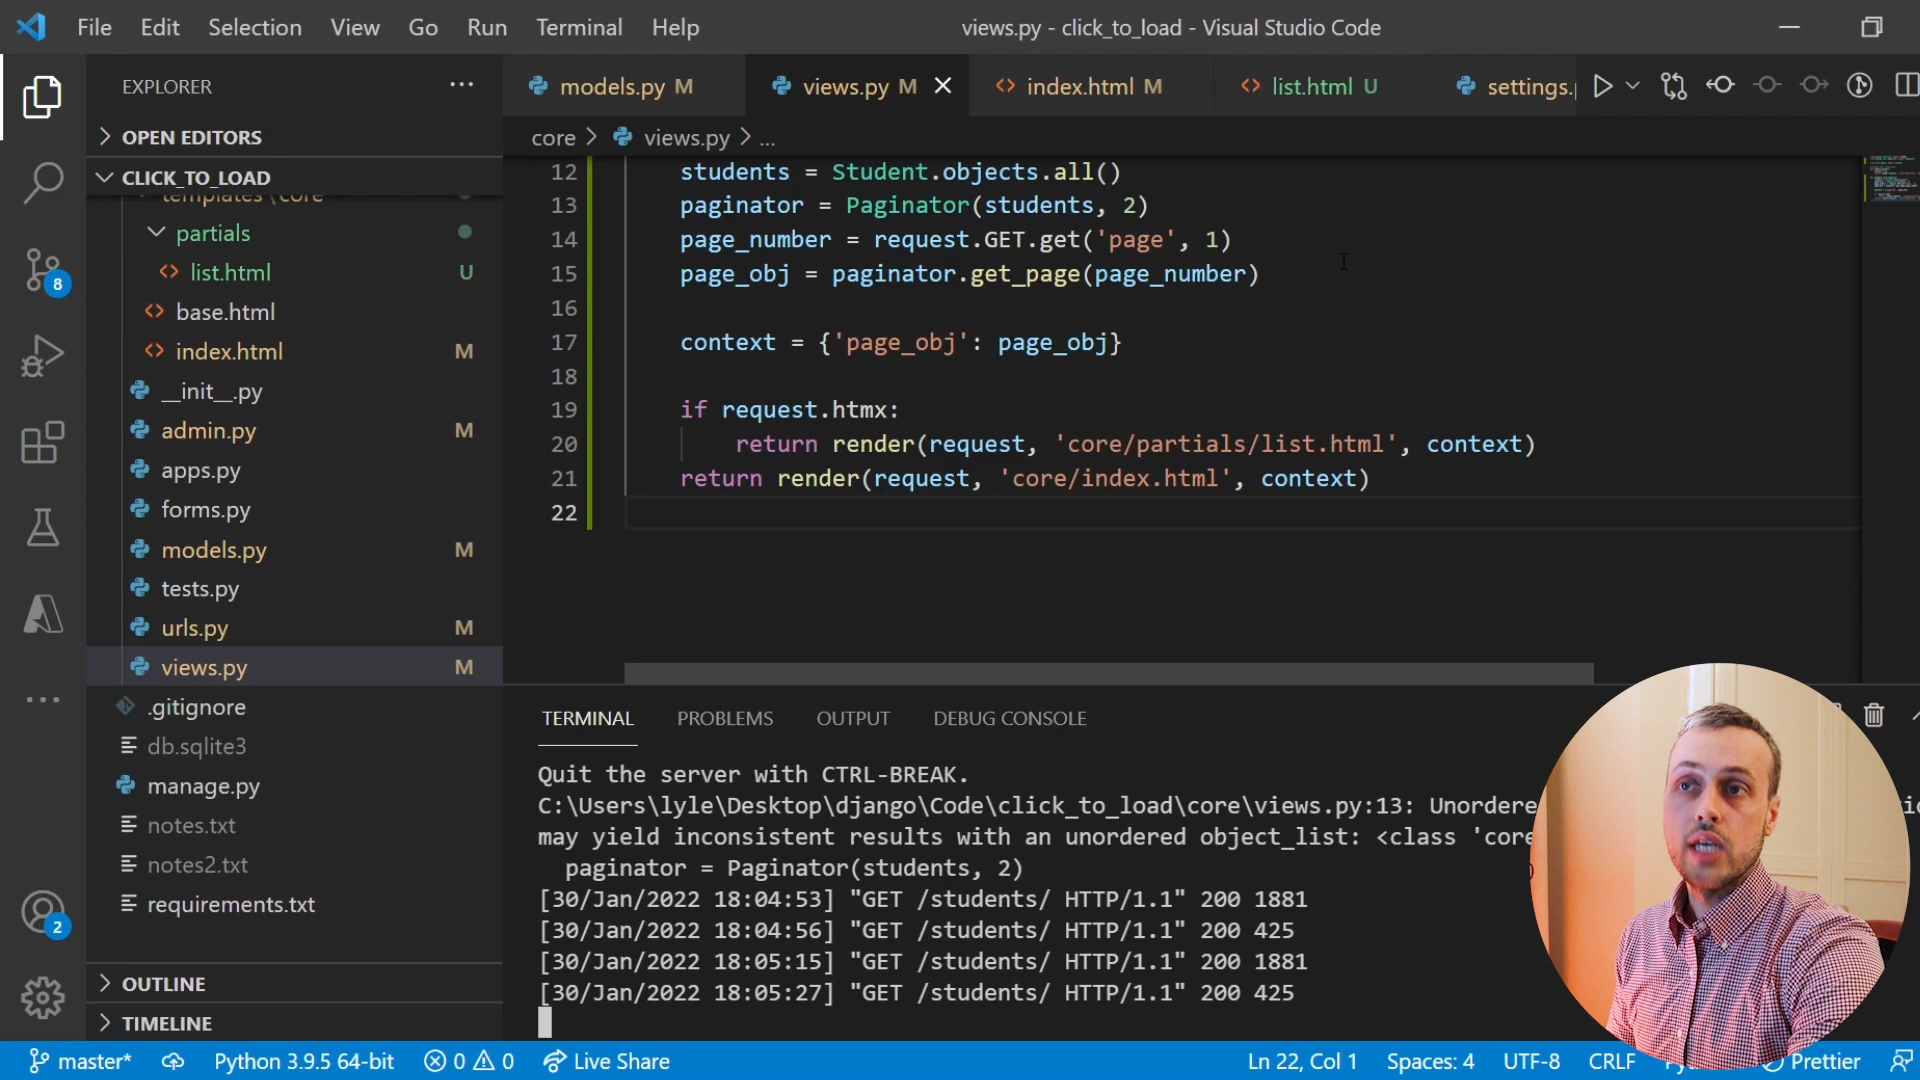 File Edit Selection View Go Run Terminal Help
views.py - click_to_load - Visual Studio Code
EXPLORER
models.py M
views.py M
index.html M
list.html U
settings.
OPEN EDITORS
core > views.py > ...
CLICK_TO_LOAD
templates \core
partials
list.html U
base.html
index.html M
__init__.py
admin.py M
apps.py
forms.py
models.py M
tests.py
urls.py M
views.py M
.gitignore
db.sqlite3
manage.py
notes.txt
notes2.txt
requirements.txt
OUTLINE
TIMELINE
8
2
12 students = Student.objects.all()
13 paginator = Paginator(students, 2)
14 page_number = request.GET.get('page', 1)
15 page_obj = paginator.get_page(page_number)
16
17 context = {'page_obj': page_obj}
18
19 if request.htmx:
20 return render(request, 'core/partials/list.html', context)
21 return render(request, 'core/index.html', context)
22
TERMINAL PROBLEMS OUTPUT DEBUG CONSOLE
Quit the server with CTRL-BREAK.
C:\Users\lyle\Desktop\django\Code\click_to_load\core\views.py:13: Unordere
may yield inconsistent results with an unordered object_list: <class 'core
paginator = Paginator(students, 2)
[30/Jan/2022 18:04:53] "GET /students/ HTTP/1.1" 200 1881
[30/Jan/2022 18:04:56] "GET /students/ HTTP/1.1" 200 425
[30/Jan/2022 18:05:15] "GET /students/ HTTP/1.1" 200 1881
[30/Jan/2022 18:05:27] "GET /students/ HTTP/1.1" 200 425
master* Python 3.9.5 64-bit 0 0 Live Share
Ln 22, Col 1 Spaces: 4 UTF-8 CRLF Prettier